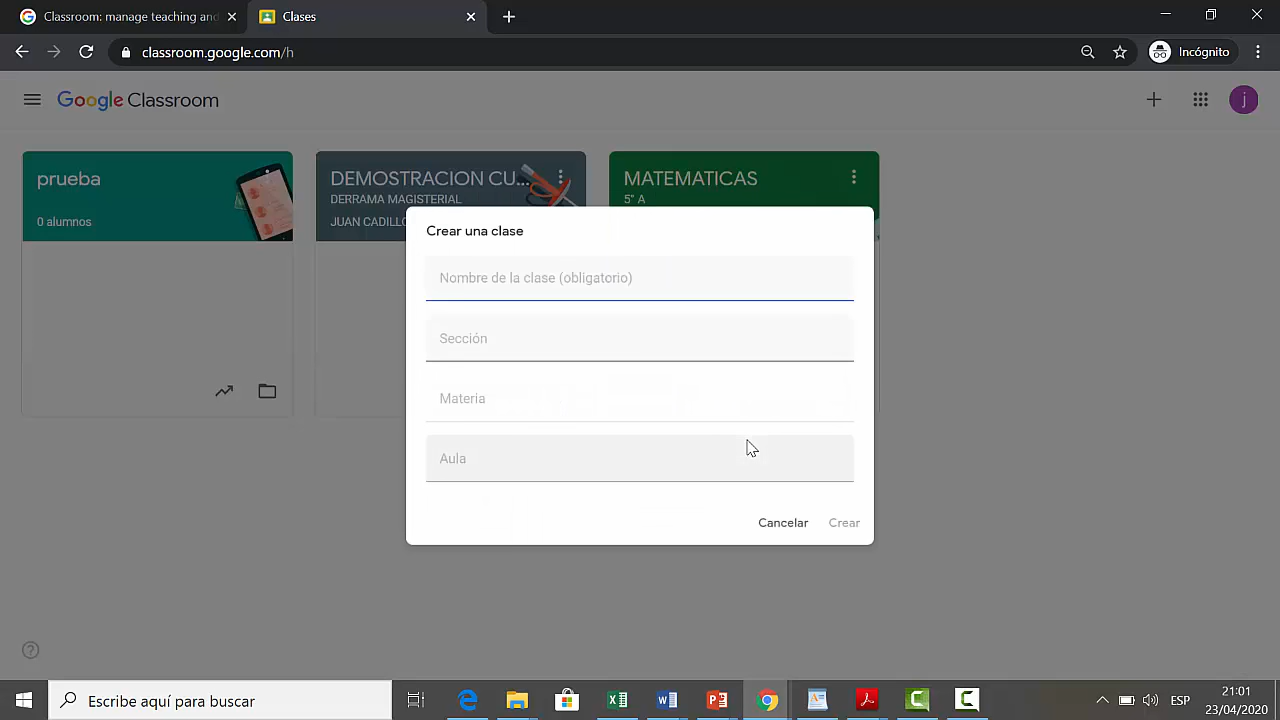 Classroom: manage teaching and
Clases
classroom.google.com/h
Incógnito
Google Classroom
j
prueba
0 alumnos
DEMOSTRACION CU...
DERRAMA MAGISTERIAL
JUAN CADILLO
MATEMATICAS
5° A
Crear una clase
Nombre de la clase (obligatorio)
Sección
Materia
Aula
Cancelar
Crear
Escribe aquí para buscar
ESP
21:01
23/04/2020